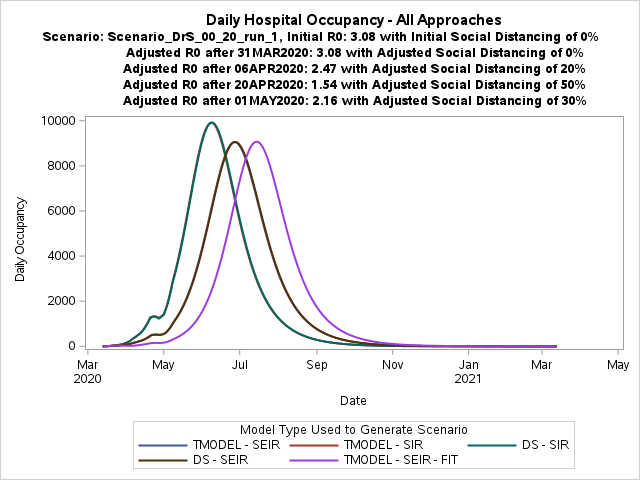 Daily Hospital Occupancy - All Approaches
Scenario: Scenario_DrS_00_20_run_1, Initial R0: 3.08 with Initial Social Distancing of 0%
Adjusted R0 after 31MAR2020: 3.08 with Adjusted Social Distancing of 0%
Adjusted R0 after 06APR2020: 2.47 with Adjusted Social Distancing of 20%
Adjusted R0 after 20APR2020: 1.54 with Adjusted Social Distancing of 50%
Adjusted R0 after 01MAY2020: 2.16 with Adjusted Social Distancing of 30%
10000
8000
6000
4000
2000
0
Daily Occupancy
Mar May Jul Sep Nov Jan Mar May
2020 2021
Date
Model Type Used to Generate Scenario
TMODEL - SEIR TMODEL - SIR DS - SIR
DS - SEIR TMODEL - SEIR - FIT